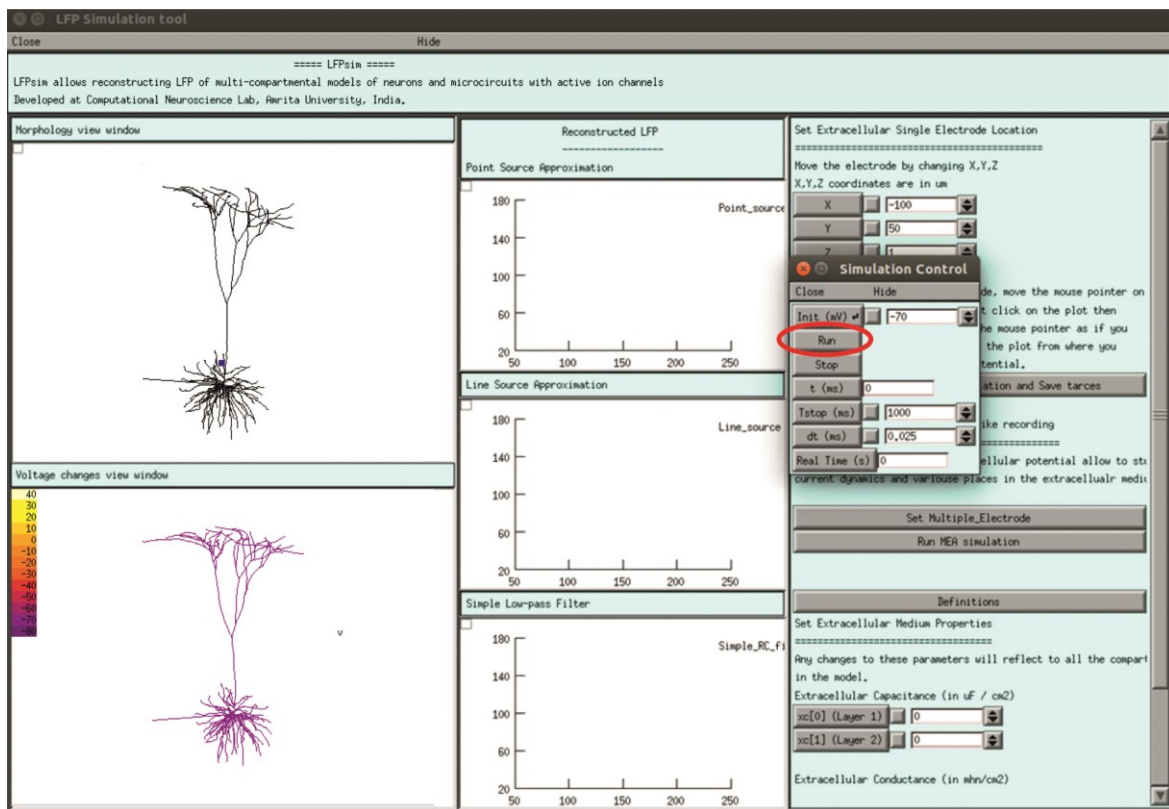 LFP Simulation tool
Close Hide
===== LFPsim =====
LFPsim allows reconstructing LFP of multi-compartmental models of neurons and microcircuits with active ion channels
Developed at Computational Neuroscience Lab, Amrita University, India.
Morphology view window
Voltage changes view window
40
30
20
10
0
-10
-20
-30
-40
-50
-60
-70
-80
v
Reconstructed LFP
------------------
Point Source Approximation
180
140
100
60
20
50 100 150 200 250
Point_source
Line Source Approximation
180
140
100
60
20
50 100 150 200 250
Line_source
Simple Low-pass Filter
180
140
100
60
20
50 100 150 200 250
Simple_RC_fi
Set Extracellular Single Electrode Location
Move the electrode by changing X,Y,Z
X,Y,Z coordinates are in um
X -100
Y 50
Z 1
Simulation Control
Close Hide
Init (mV) -70
Run
Stop
t (ms) 0
Tstop (ms) 1000
dt (ms) 0.025
Real Time (s) 0
de, move the mouse pointer on
t click on the plot then
he mouse pointer as if you
the plot from where you
tential.
ation and Save tarces
ike recording
ellular potential allow to stu
current dynamics and variouse places in the extracellualr mediu
Set Multiple_Electrode
Run MEA simulation
Definitions
Set Extracellular Medium Properties
Any changes to these parameters will reflect to all the compart
in the model.
Extracellular Capacitance (in uF / cm2)
xc[0] (Layer 1) 0
xc[1] (Layer 2) 0
Extracellular Conductance (in mhn/cm2)